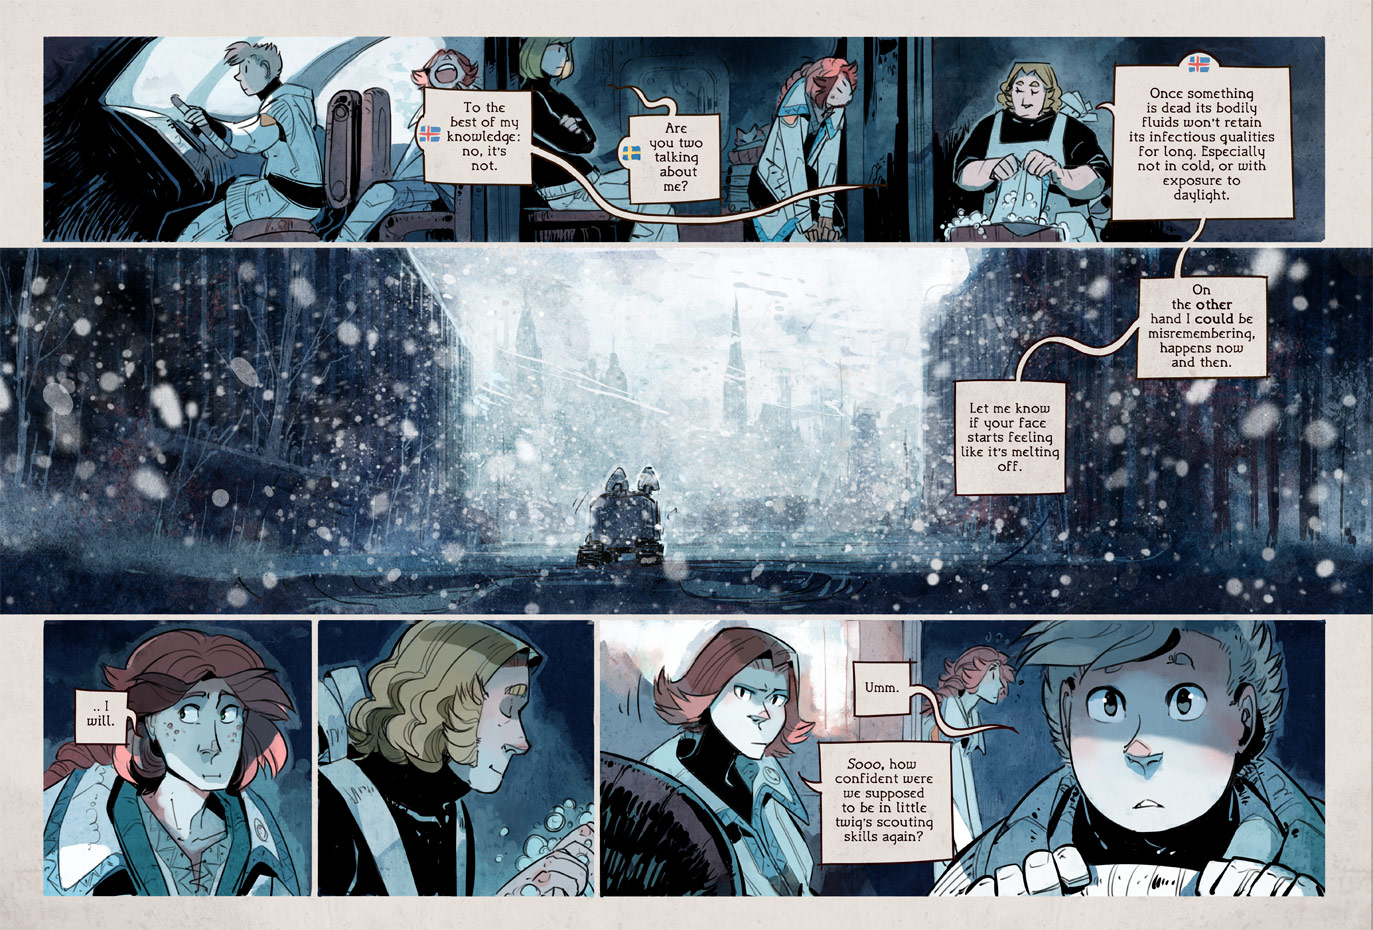 To the
best of my
knowledge:
no, it's
not.
Are
you two
talking
about
me?
Once something
is dead its bodily
fluids won't retain
its infectious qualities
for long. Especially
not in cold, or with
exposure to
daylight.
On
the other
hand I could be
misremembering,
happens now
and then.
Let me know
if your face
starts feeling
like it's melting
off.
.. I
will.
Umm.
Sooo, how
confident were
we supposed
to be in little
twig's scouting
skills again?